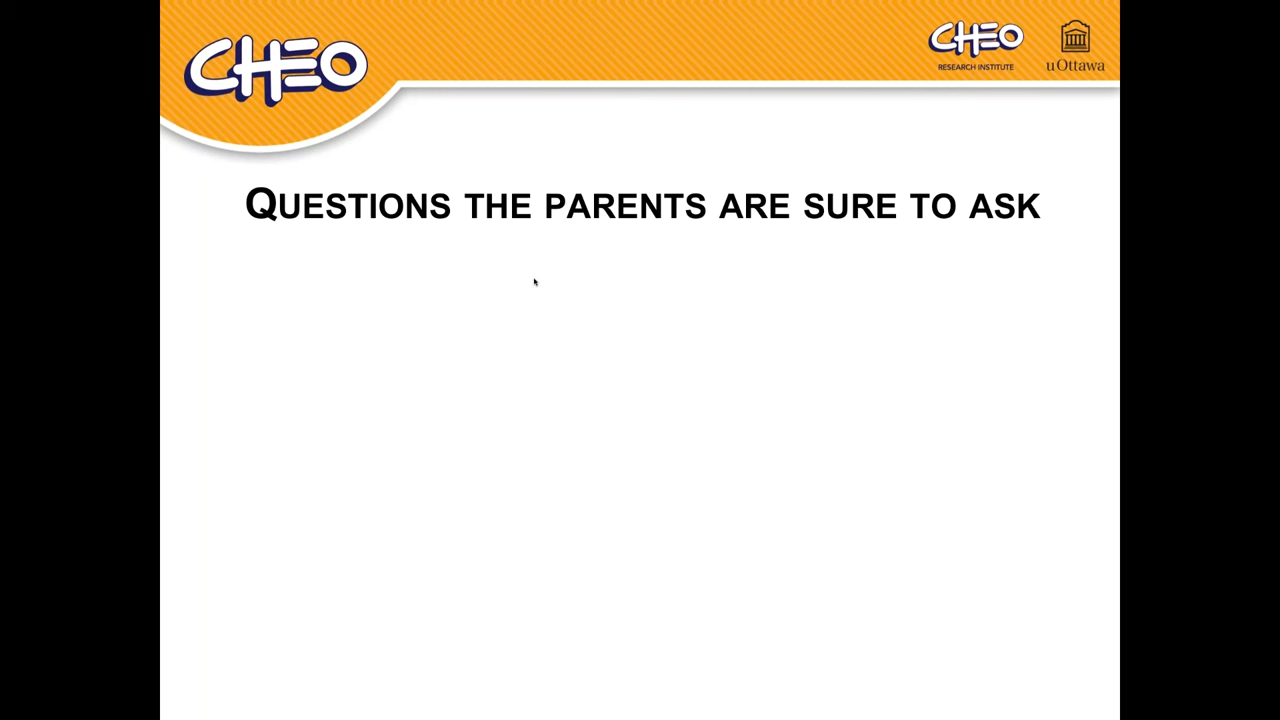 CHEO
CHEO
RESEARCH INSTITUTE
uOttawa
QUESTIONS THE PARENTS ARE SURE TO ASK